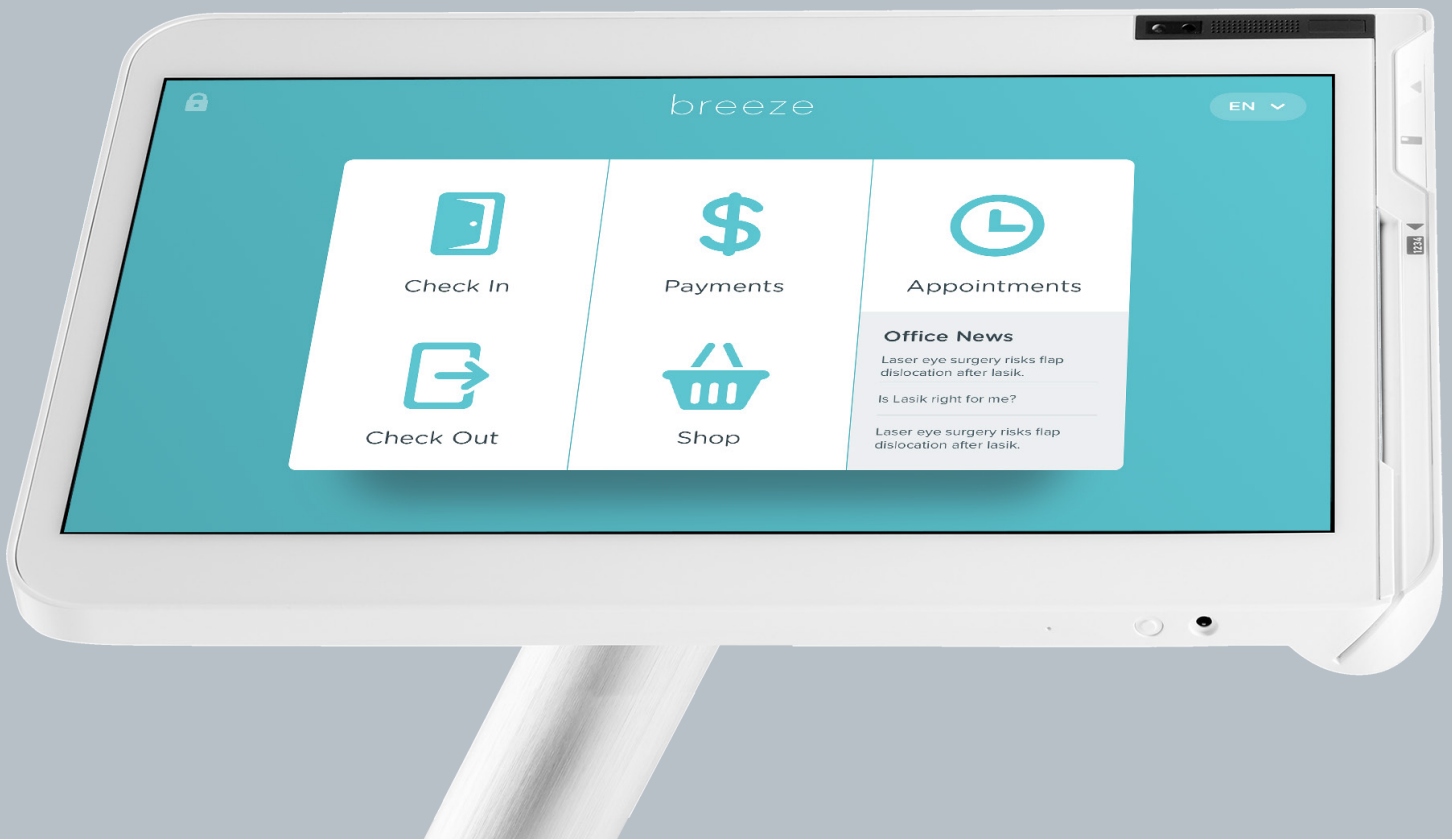 breeze
EN
Check In
Payments
Appointments
Check Out
Shop
Office News
Laser eye surgery risks flap
dislocation after lasik.
Is Lasik right for me?
Laser eye surgery risks flap
dislocation after lasik.
1234